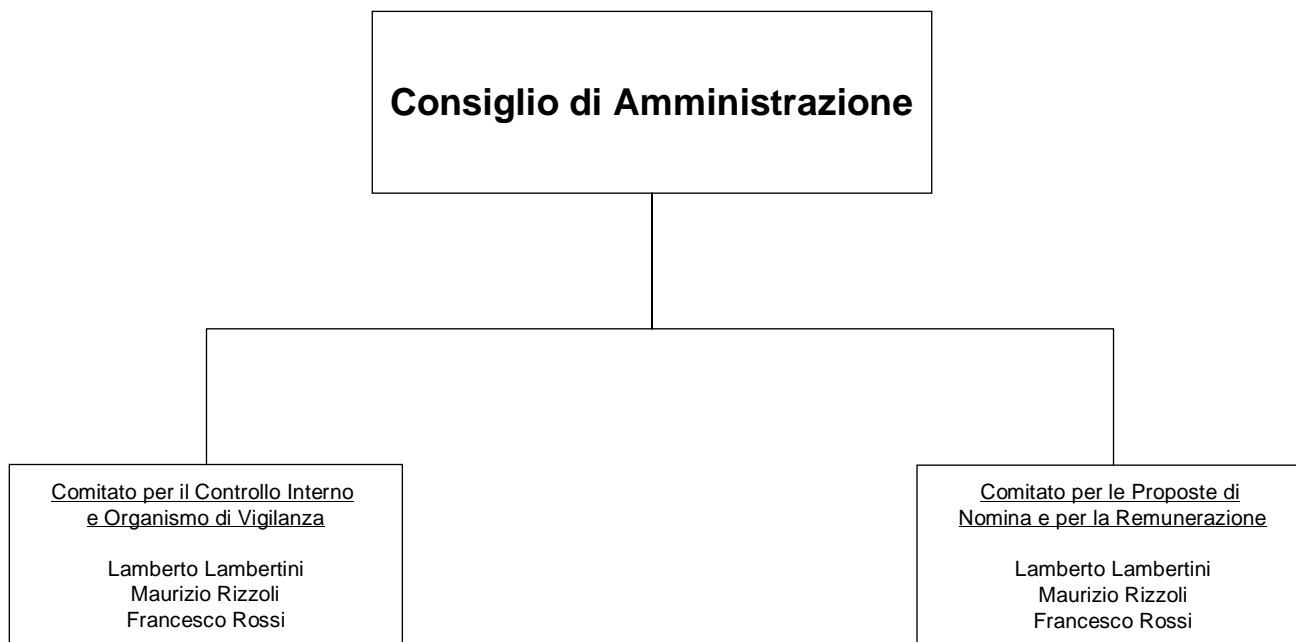 Consiglio di Amministrazione
Comitato per il Controllo Interno
e Organismo di Vigilanza
Lamberto Lambertini
Maurizio Rizzoli
Francesco Rossi
Comitato per le Proposte di
Nomina e per la Remunerazione
Lamberto Lambertini
Maurizio Rizzoli
Francesco Rossi